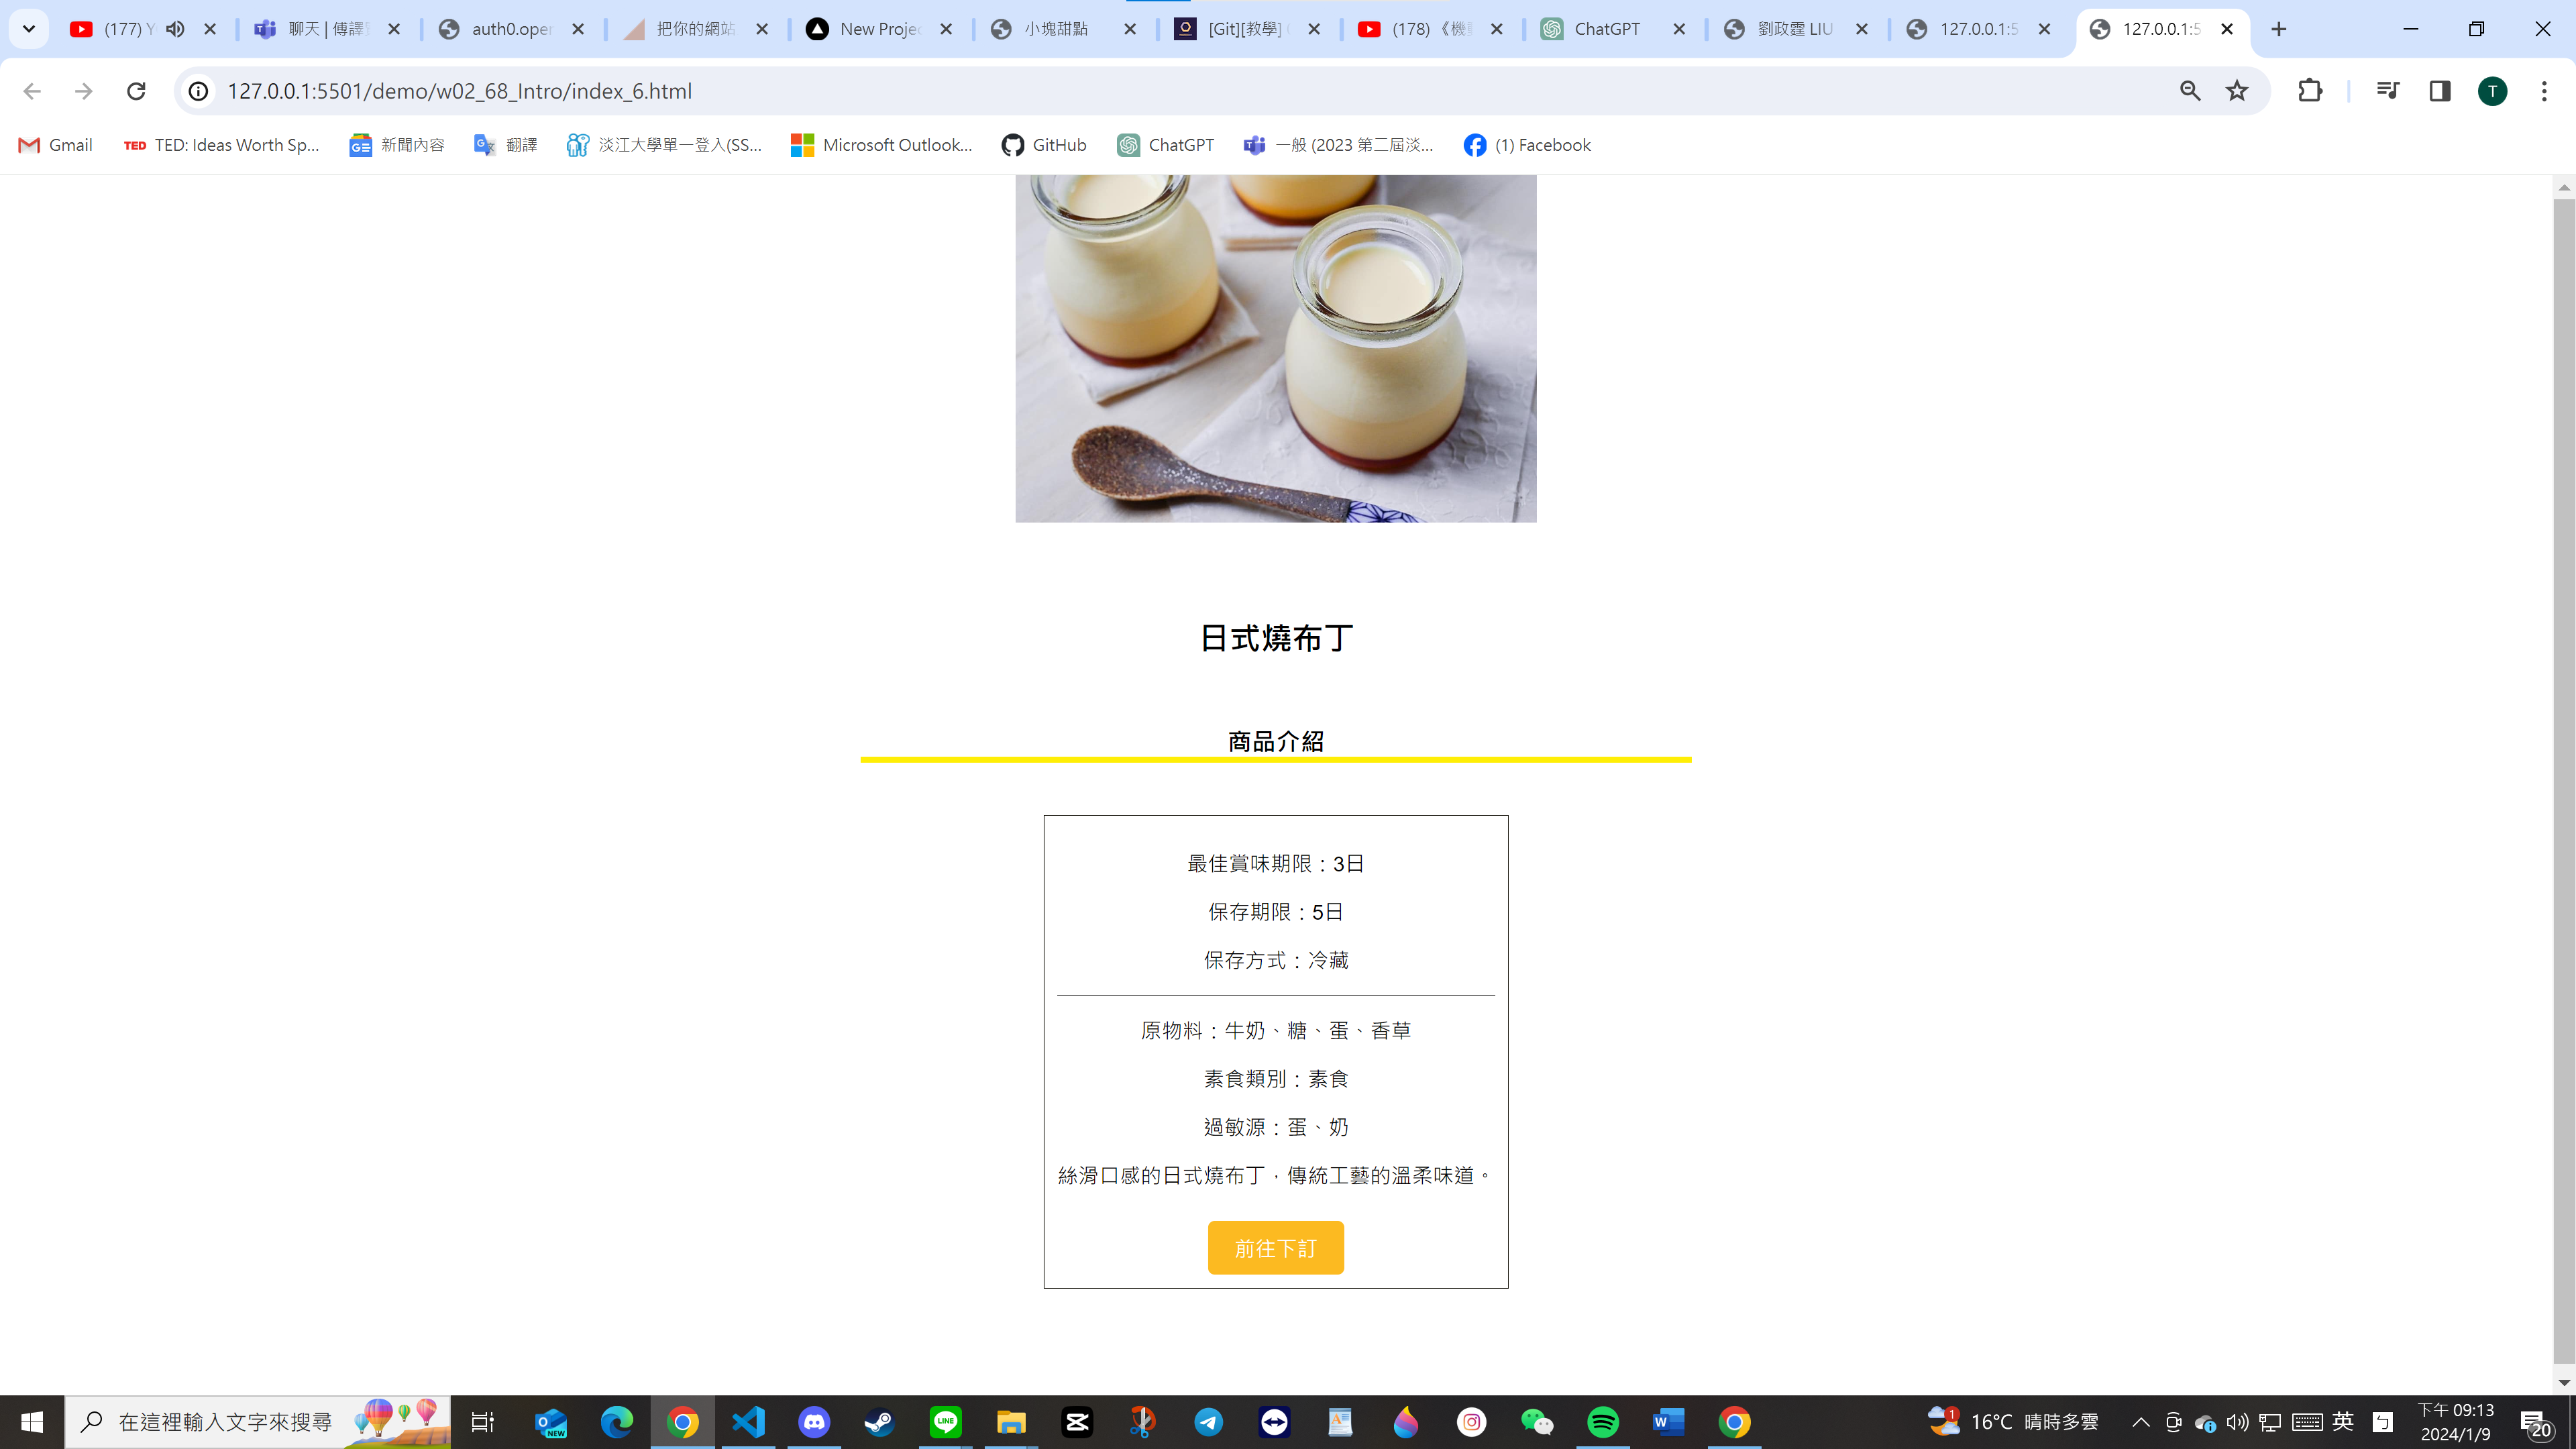 (177) Y
聊天 | 傅譯
auth0.oper
把你的網站
New Projec
小塊甜點
[Git][教學]
(178) 《機
ChatGPT
劉政霆 LIU
127.0.0.1:5
127.0.0.1:5
127.0.0.1:5501/demo/w02_68_Intro/index_6.html
T
Gmail
TED TED: Ideas Worth Sp...
新聞內容
翻譯
淡江大學單一登入(SS...
Microsoft Outlook...
GitHub
ChatGPT
一般 (2023 第二屆淡...
(1) Facebook
日式燒布丁
商品介紹
最佳賞味期限：3日
保存期限：5日
保存方式：冷藏
原物料：牛奶、糖、蛋、香草
素食類別：素食
過敏源：蛋、奶
絲滑口感的日式燒布丁，傳統工藝的溫柔味道。
前往下訂
在這裡輸入文字來搜尋
NEW
LINE
1
16°C 晴時多雲
英
下午 09:13
2024/1/9
20